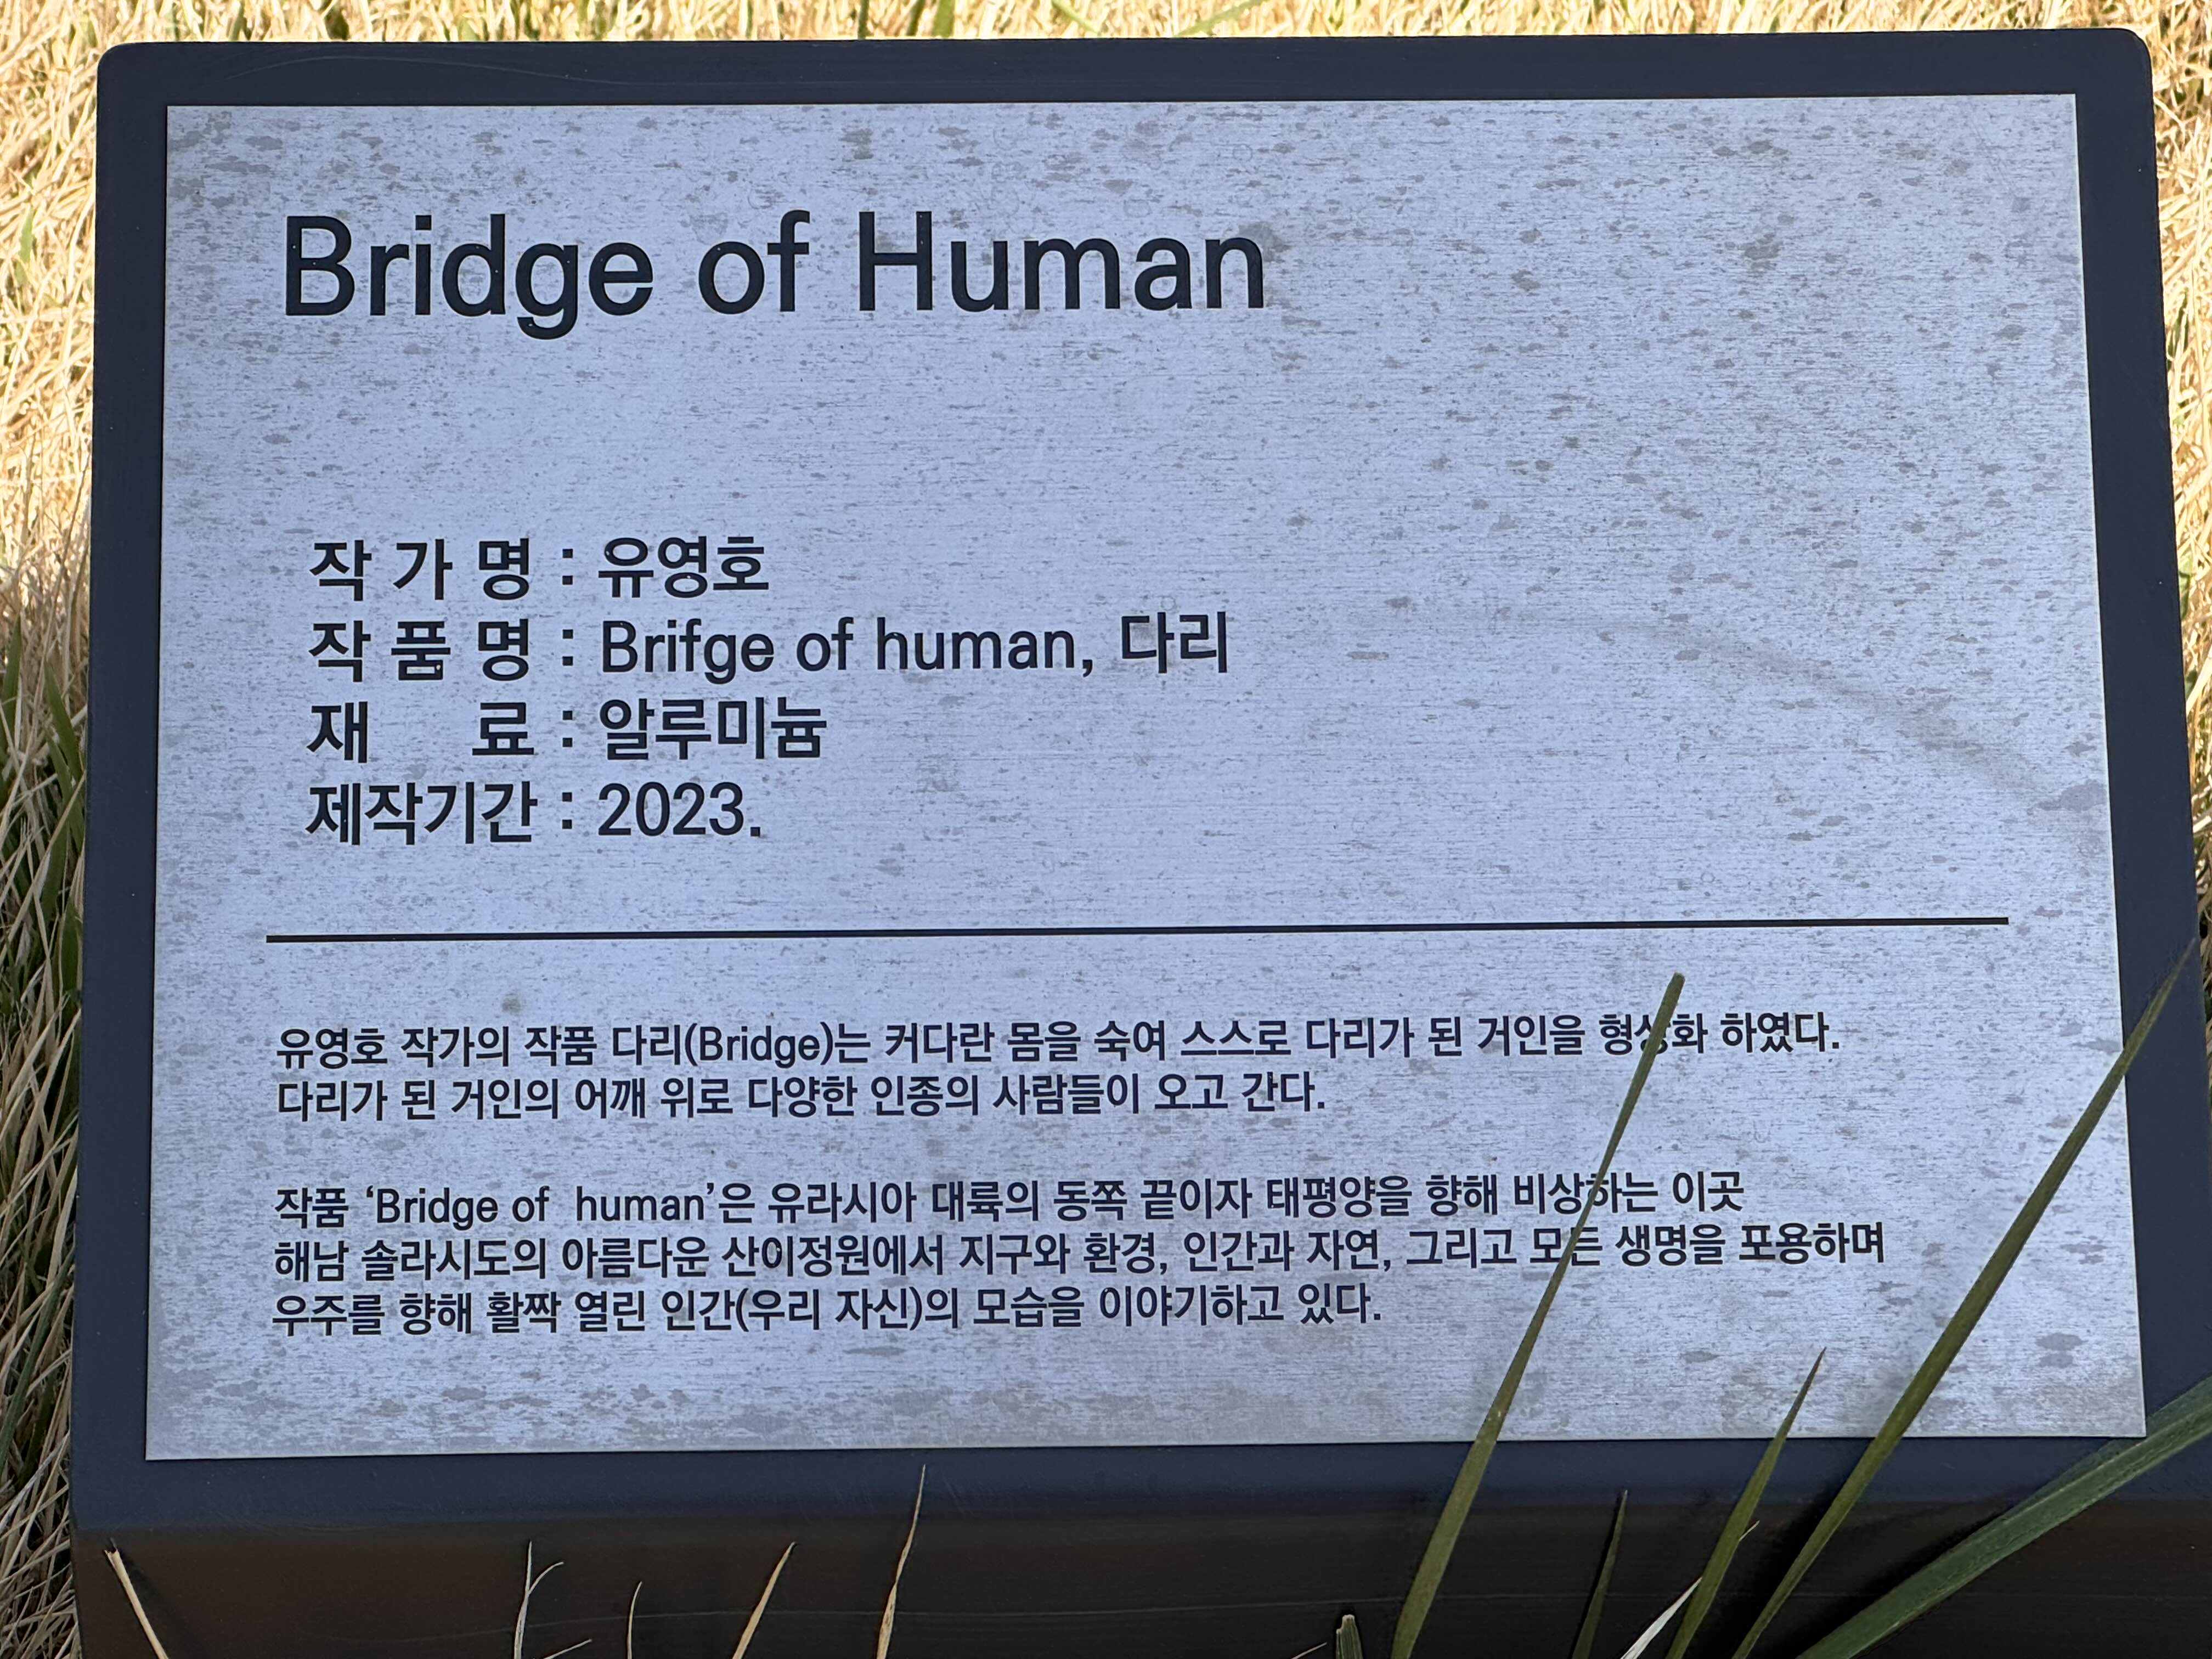 Bridge of Human
작 가 명 : 유영호
작 품 명 : Brifge of human, 다리
재 료 : 알루미늄
제작기간 : 2023.
유영호 작가의 작품 다리(Bridge)는 커다란 몸을 숙여 스스로 다리가 된 거인을 형상화 하였다.
다리가 된 거인의 어깨 위로 다양한 인종의 사람들이 오고 간다.
작품 ‘Bridge of human’은 유라시아 대륙의 동쪽 끝이자 태평양을 향해 비상하는 이곳
해남 솔라시도의 아름다운 산이정원에서 지구와 환경, 인간과 자연, 그리고 모든 생명을 포용하며
우주를 향해 활짝 열린 인간(우리 자신)의 모습을 이야기하고 있다.